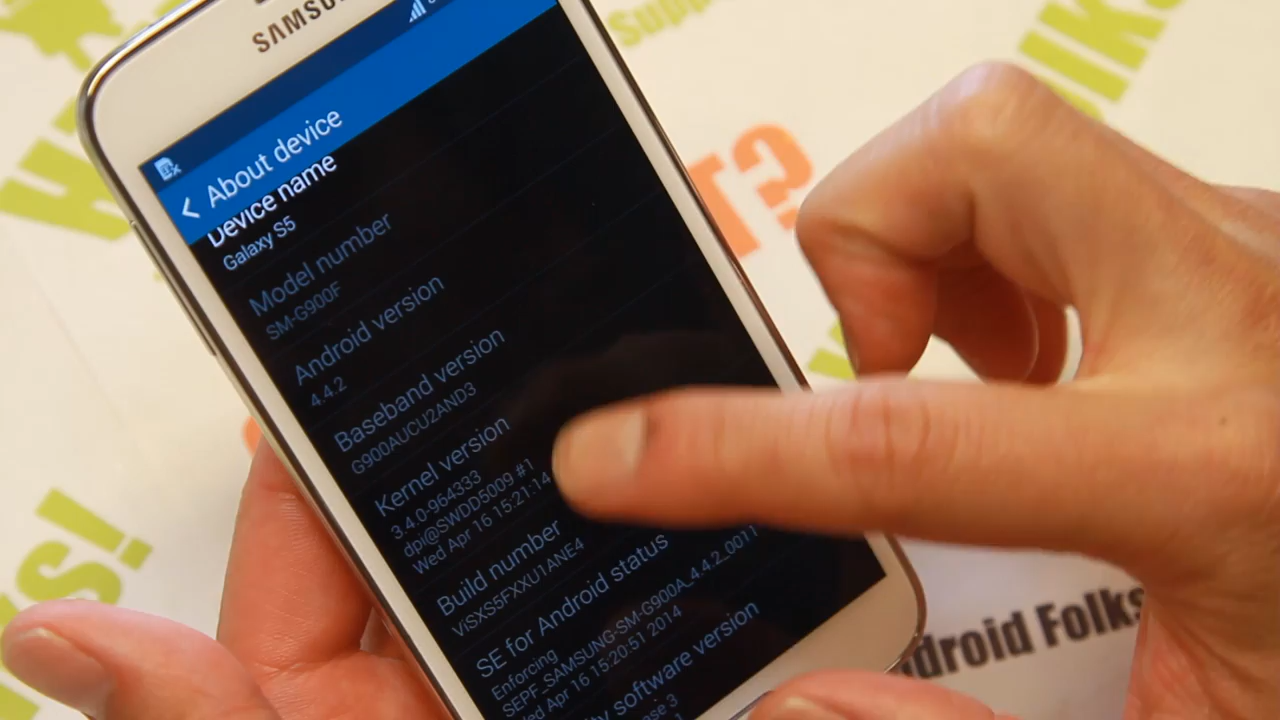 SAMSUNG
About device
Device name
Galaxy S5
Model number
SM-G900F
Android version
4.4.2
Baseband version
G900AUCU2AND3
Kernel version
3.4.0-964333
dpi@SWDD5009 #1
Wed Apr 16 15:21:14
Build number
ViSXS5FXXU1ANE4
SE for Android status
Enforcing
SEPF_SAMSUNG-SM-G900A_4.4.2_0011
Wed Apr 16 15:20:51 2014
software version
T?
ndroid Folks